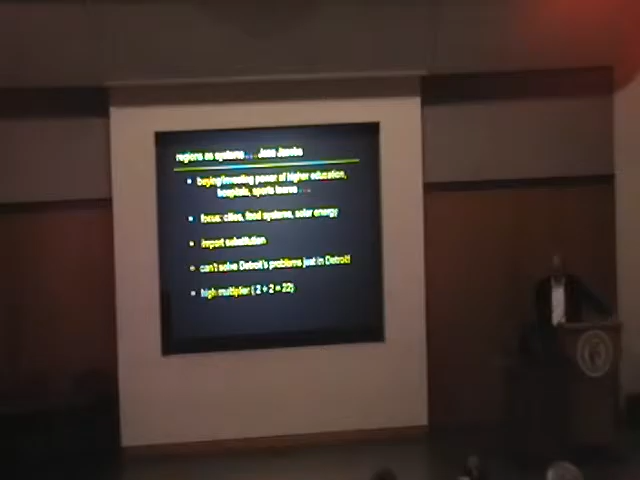 regions as systems . . . Jane Jacobs
buying/investing power of higher education,
hospitals, sports teams . . .
focus: cities, food systems, solar energy
import substitution
can't solve Detroit's problems just in Detroit!
high multiplier ( 2 + 2 = 22)